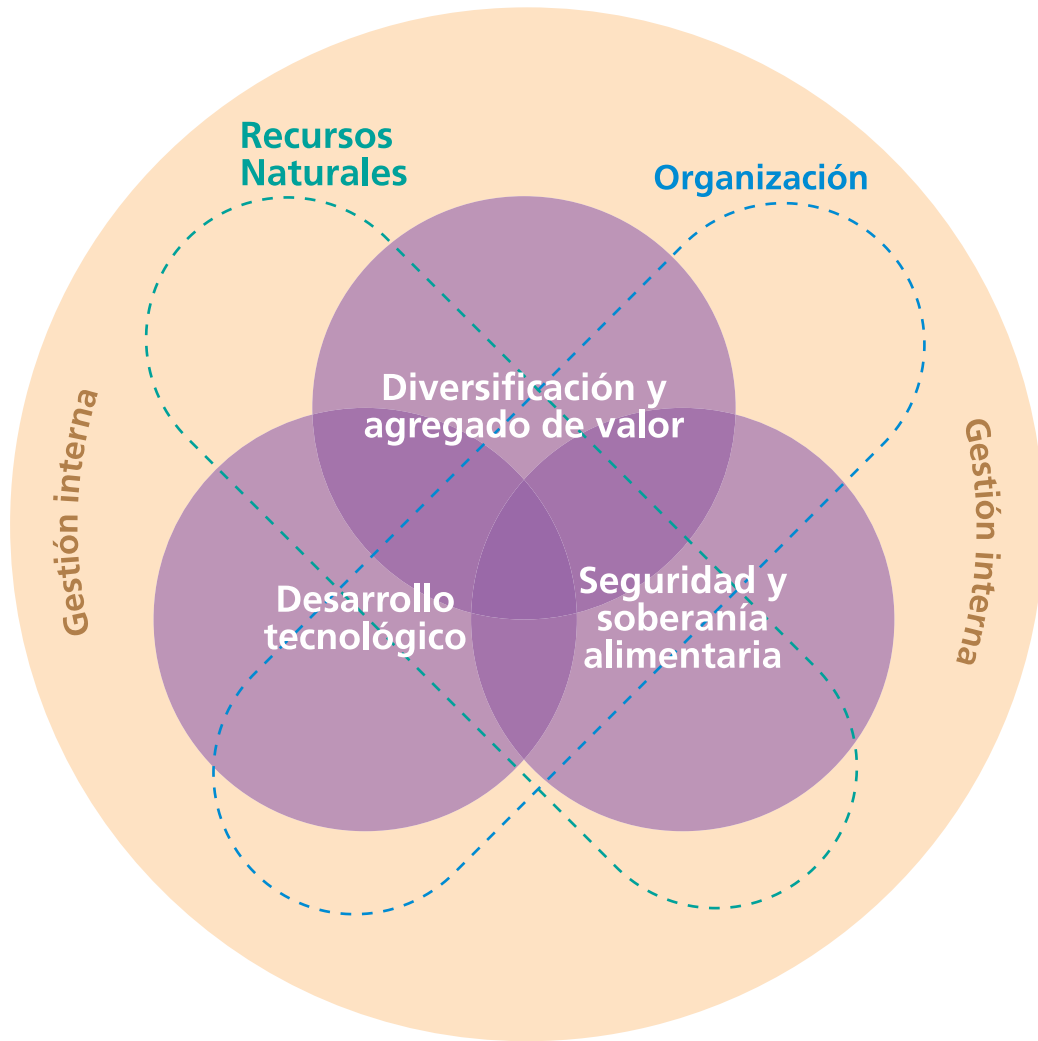 Recursos
Naturales
Organización
Diversificación y
agregado de valor
Gestión interna
Gestión interna
Desarrollo
tecnológico
Seguridad y
soberanía
alimentaria